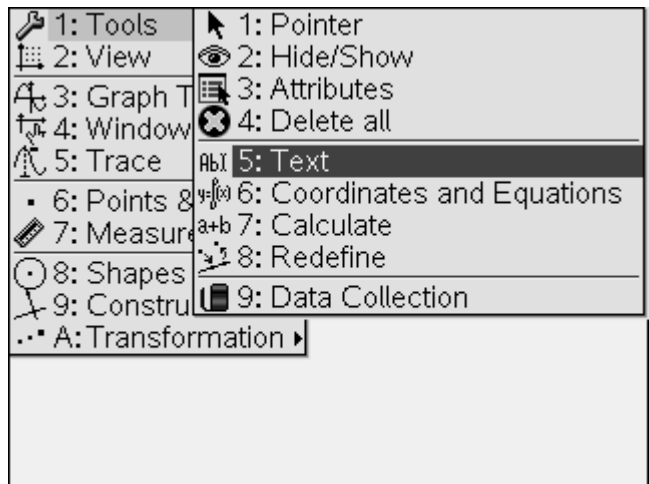 1: Tools
2: View
3: Graph T
4: Window
5: Trace
6: Points &
7: Measure
8: Shapes
9: Constru
A: Transformation
1: Pointer
2: Hide/Show
3: Attributes
4: Delete all
5: Text
6: Coordinates and Equations
a+b 7: Calculate
8: Redefine
9: Data Collection